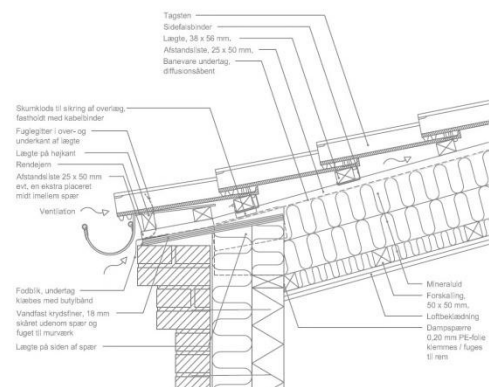 Tagsten
Sidefalsbinder
Lægte, 38 x 56 mm.
Afstandsliste, 25 x 50 mm.
Banevare undertag,
diffusionsåbent
Skumklods til sikring af overlæg,
fastholdt med kabelbinder
Fuglegitter i over- og
underkant af lægte
Lægte på højkant
Rendejern
Afstandsliste 25 x 50 mm
evt, en ekstra placeret
midt imellem spær
Ventilation
Fodblik, undertag
klæbes med butylbånd
Vandfast krydsfiner, 18 mm
skåret udenom spær og
fuget til murværk
Lægte på siden af spær
Mineraluld
Forskalling,
50 x 50 mm.
Loftbeklædning
Dampspærre
0,20 mm PE-folie
klemmes / fuges
til rem